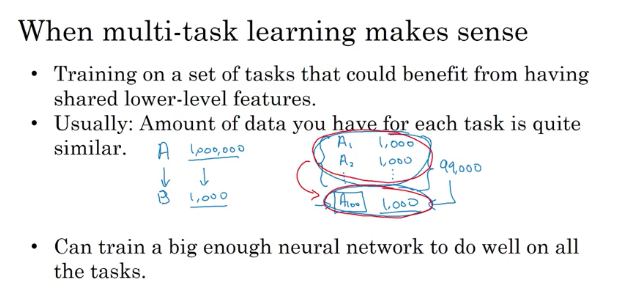 When multi-task learning makes sense
• Training on a set of tasks that could benefit from having
shared lower-level features.
• Usually: Amount of data you have for each task is quite
similar.
A 1,000,000
B 1,000
A1 1,000
A2 1,000
99,000
A100 1,000
• Can train a big enough neural network to do well on all
the tasks.